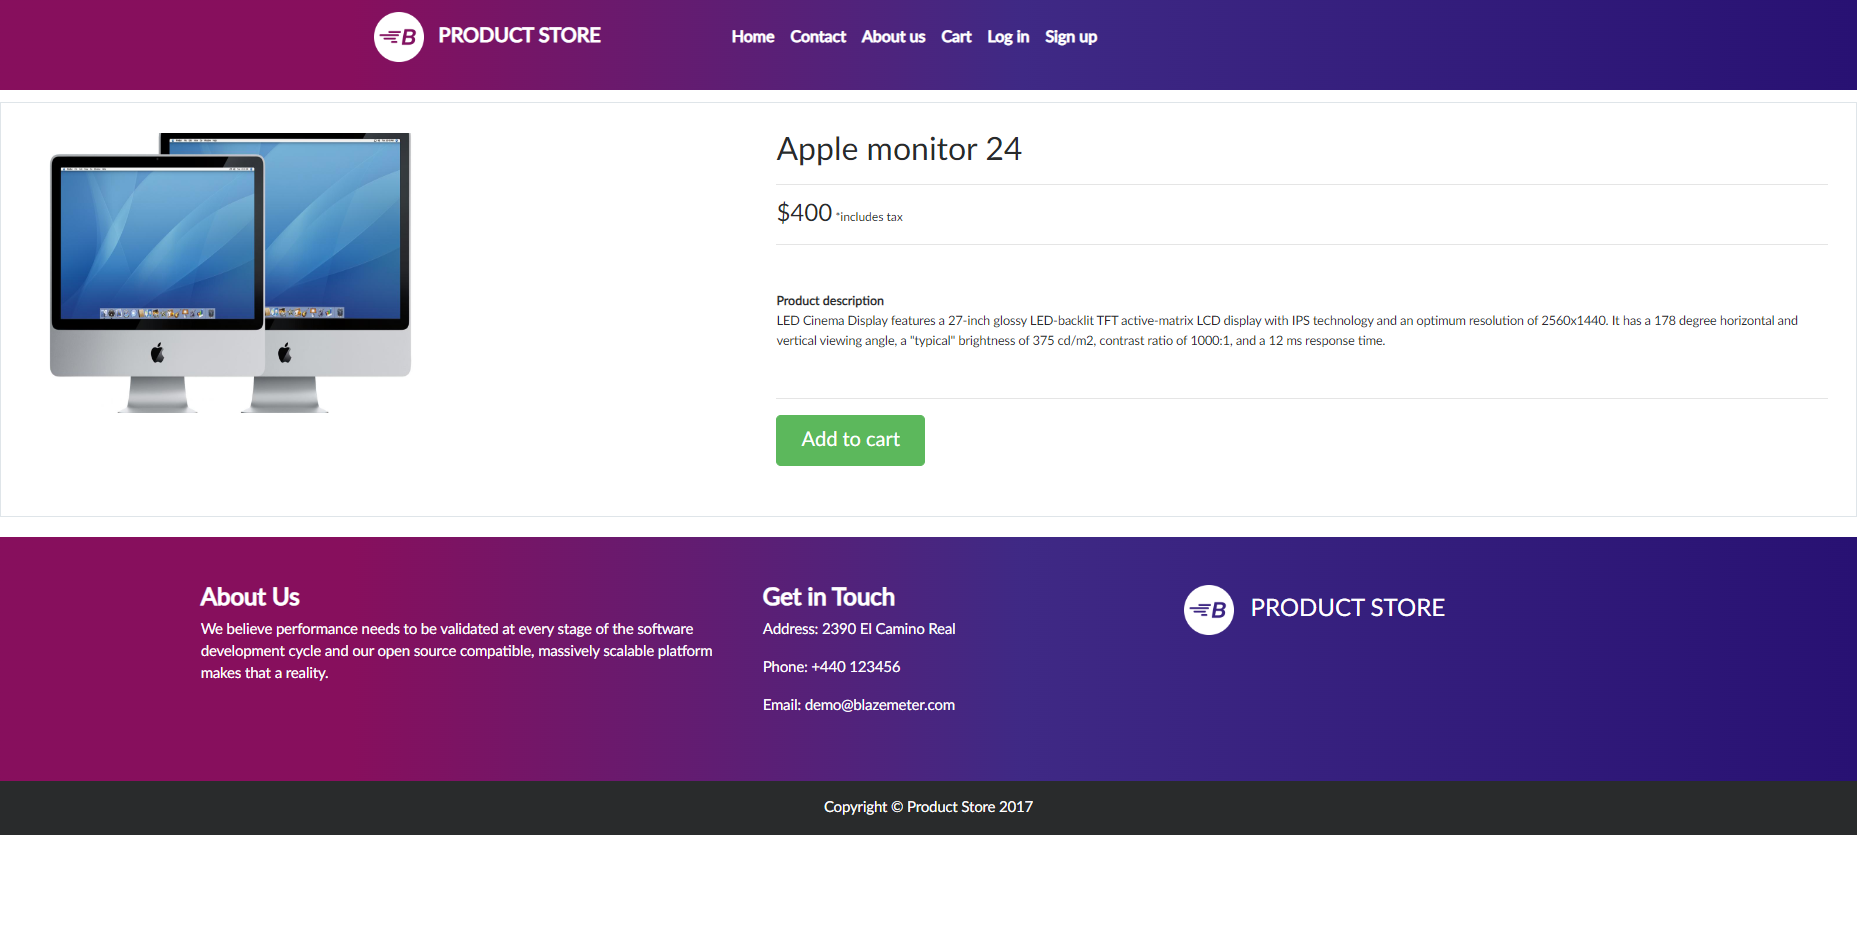 B PRODUCT STORE
Home Contact About us Cart Log in Sign up
Apple monitor 24
$400 *includes tax
Product description
LED Cinema Display features a 27-inch glossy LED-backlit TFT active-matrix LCD display with IPS technology and an optimum resolution of 2560x1440. It has a 178 degree horizontal and
vertical viewing angle, a "typical" brightness of 375 cd/m2, contrast ratio of 1000:1, and a 12 ms response time.
Add to cart
About Us
We believe performance needs to be validated at every stage of the software
development cycle and our open source compatible, massively scalable platform
makes that a reality.
Get in Touch
Address: 2390 El Camino Real
Phone: +440 123456
Email: demo@blazemeter.com
B PRODUCT STORE
Copyright © Product Store 2017